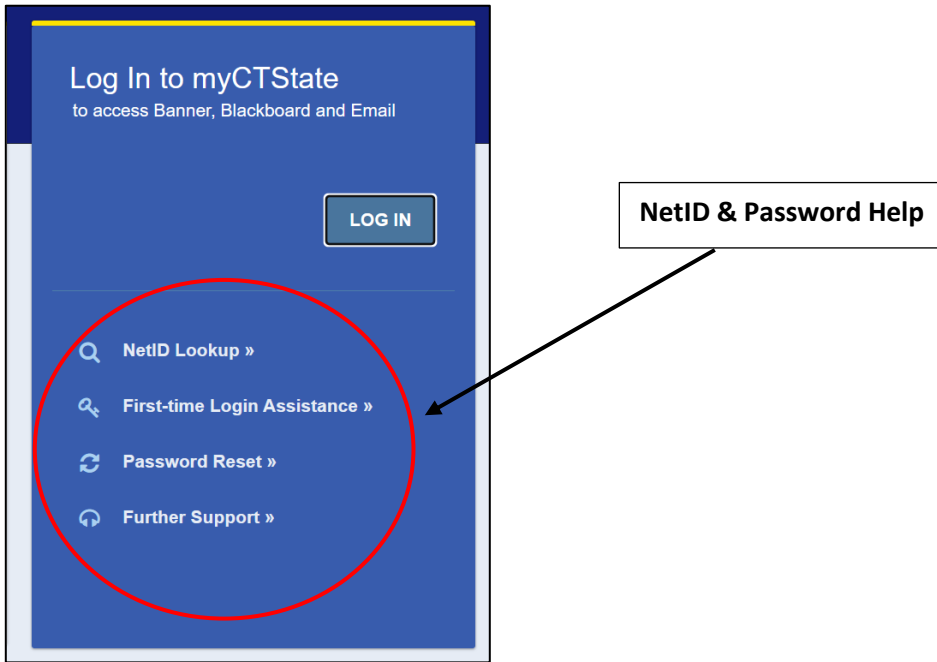 Log In to myCTState
to access Banner, Blackboard and Email
LOG IN
NetID & Password Help
NetID Lookup »
First-time Login Assistance »
Password Reset »
Further Support »